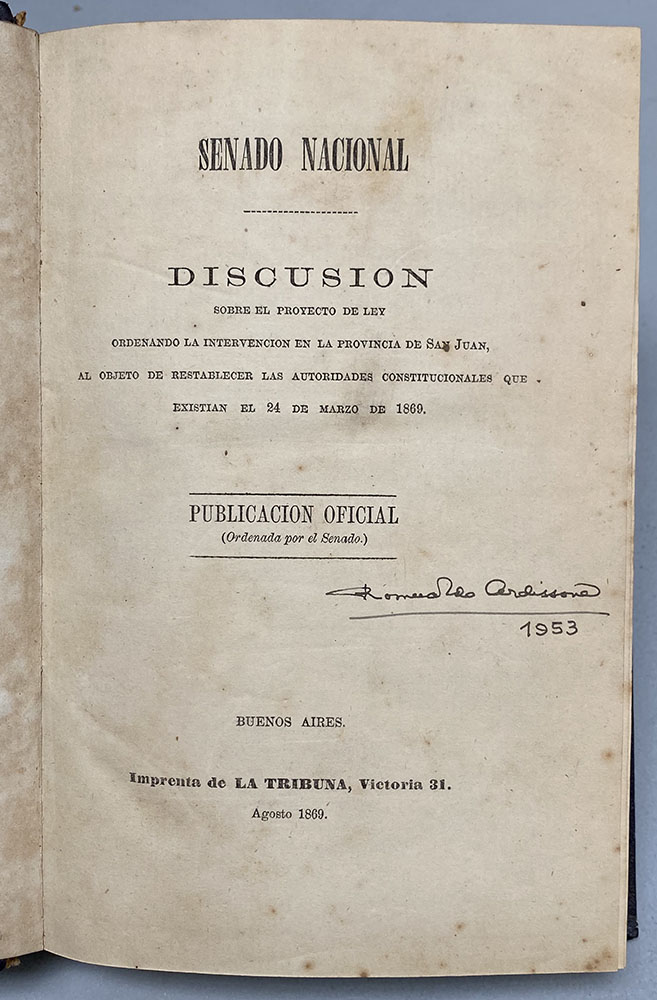 SENADO NACIONAL
DISCUSION
SOBRE EL PROYECTO DE LEY
ORDENANDO LA INTERVENCION EN LA PROVINCIA DE SAN JUAN,
AL OBJETO DE RESTABLECER LAS AUTORIDADES CONSTITUCIONALES QUE
EXISTIAN EL 24 DE MARZO DE 1869.
PUBLICACION OFICIAL
(Ordenada por el Senado.)
Romualdo Ardissone
1953
BUENOS AIRES.
Imprenta de LA TRIBUNA, Victoria 31.
Agosto 1869.